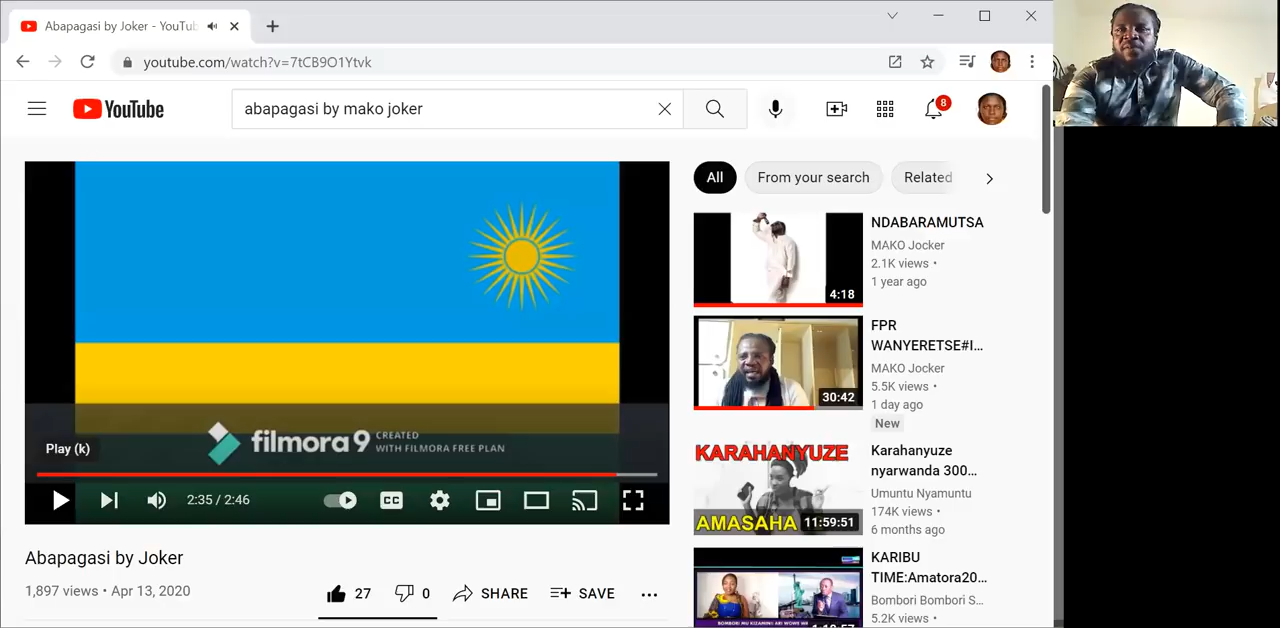 Abapagasi by Joker - YouTu
youtube.com/watch?v=7tCB9O1Ytvk
YouTube
abapagasi by mako joker
8
Play (k)
filmora9 CREATED
WITH FILMORA FREE PLAN
2:35 / 2:46
CC
Abapagasi by Joker
1,897 views • Apr 13, 2020
27
0
SHARE
SAVE
All
From your search
Related
4:18
NDABARAMUTSA
MAKO Jocker
2.1K views •
1 year ago
30:42
FPR
WANYERETSE#I...
MAKO Jocker
5.5K views •
1 day ago
New
KARAHANYUZE
AMASAHA
11:59:51
Karahanyuze
nyarwanda 300...
Umuntu Nyamuntu
174K views •
6 months ago
KARIBU
TIME:Amatora20...
Bombori Bombori S...
5.2K views •